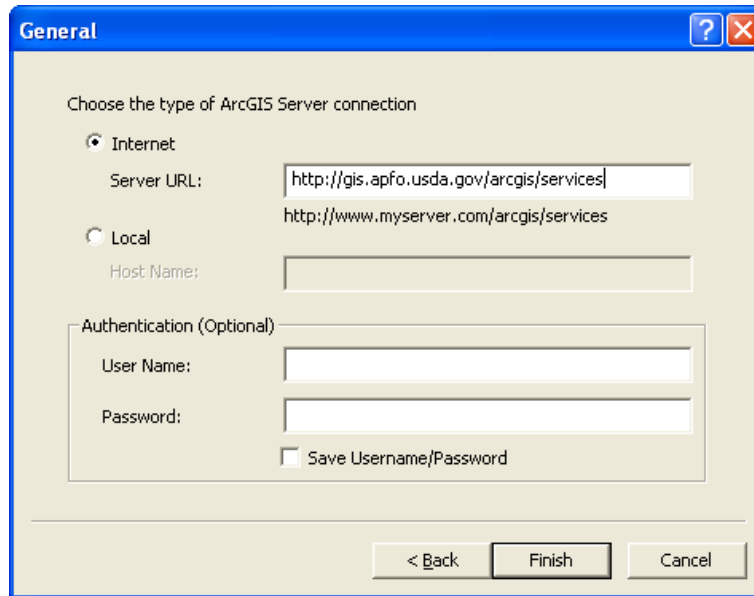 General
Choose the type of ArcGIS Server connection
Internet
Server URL: http://gis.apfo.usda.gov/arcgis/services
http://www.myserver.com/arcgis/services
Local
Host Name:
Authentication (Optional)
User Name:
Password:
Save Username/Password
< Back Finish Cancel